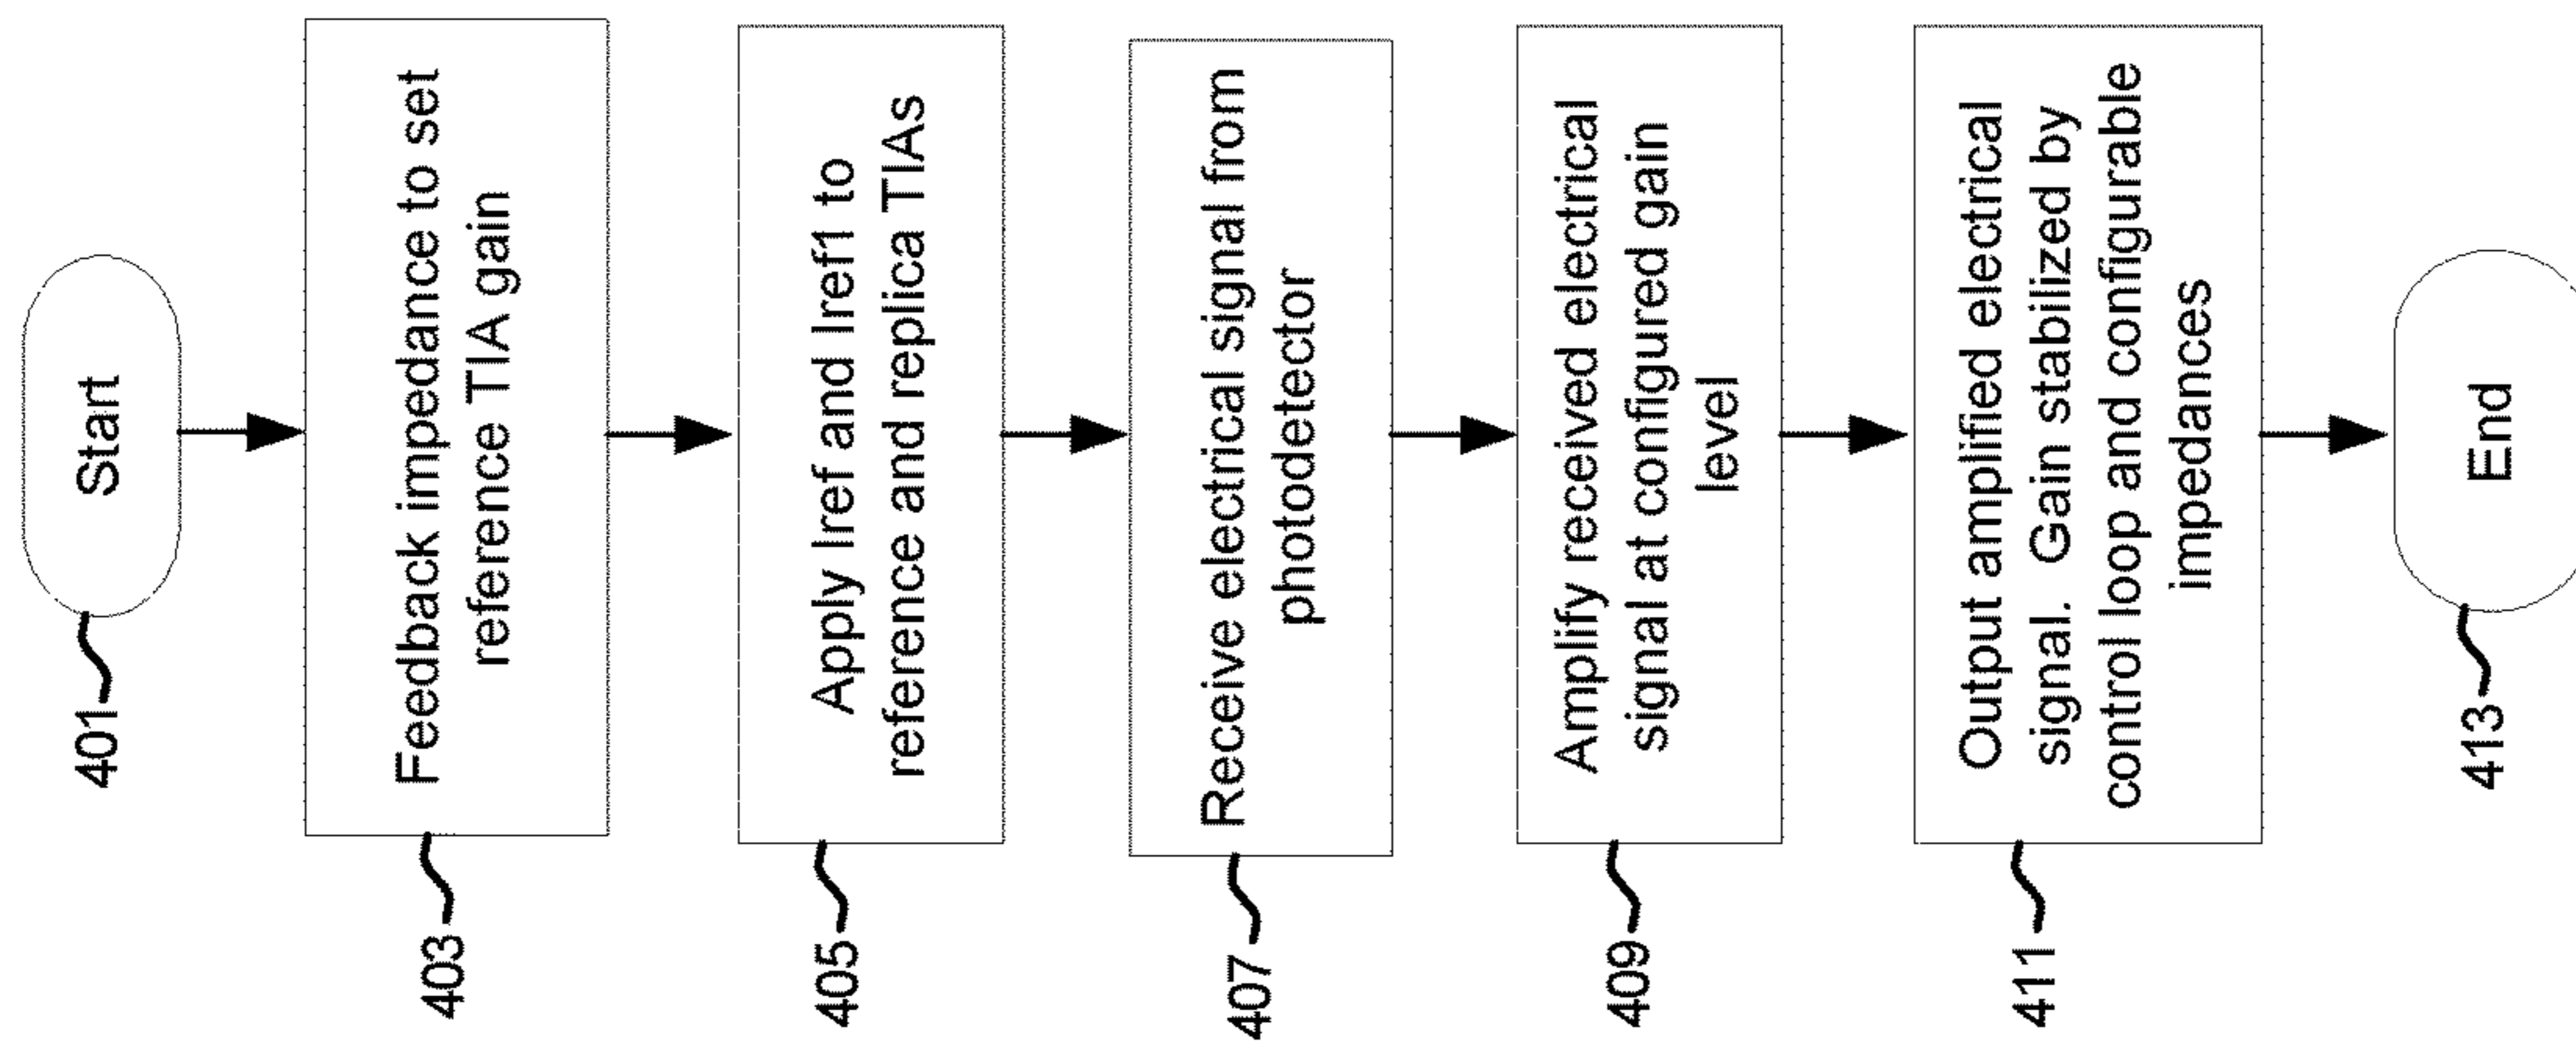 Start
401
Feedback impedance to set
reference TIA gain
403
Apply Iref and Iref1 to
reference and replica TIAs
405
Receive electrical signal from
photodetector
407
Amplify received electrical
signal at configured gain
level
409
Output amplified electrical
signal. Gain stabilized by
control loop and configurable
impedances
411
End
413